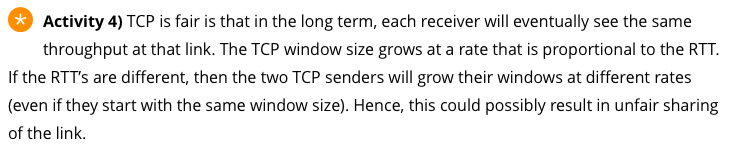 Activity 4) TCP is fair is that in the long term, each receiver will eventually see the same
throughput at that link. The TCP window size grows at a rate that is proportional to the RTT.
If the RTT's are different, then the two TCP senders will grow their windows at different rates
(even if they start with the same window size). Hence, this could possibly result in unfair sharing
of the link.